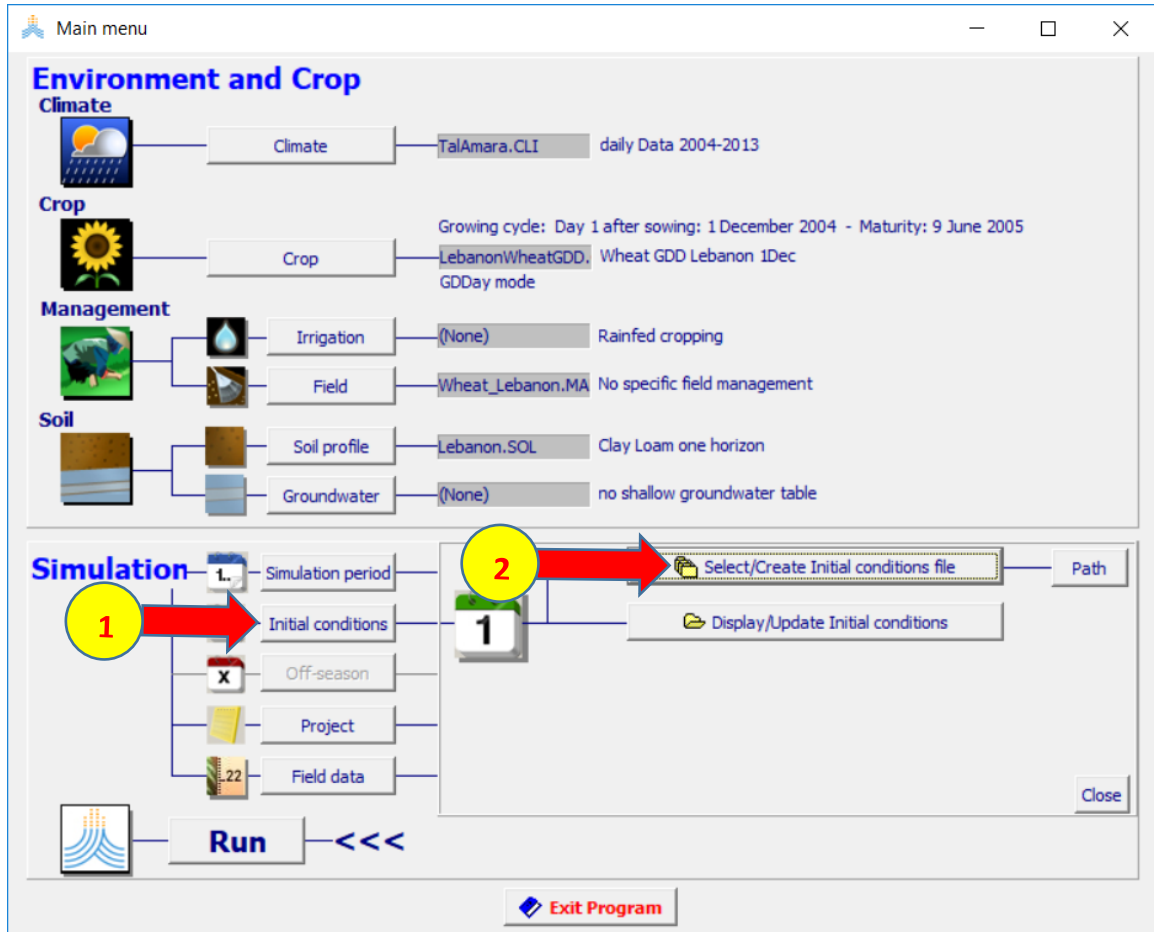 Main menu
Environment and Crop
Climate
Climate
TalAmara.CLI
daily Data 2004-2013
Crop
Growing cycle: Day 1 after sowing: 1 December 2004 - Maturity: 9 June 2005
Crop
LebanonWheatGDD.
Wheat GDD Lebanon 1Dec
GDDay mode
Management
Irrigation
(None)
Rainfed cropping
Field
Wheat_Lebanon.MA
No specific field management
Soil
Soil profile
Lebanon.SOL
Clay Loam one horizon
Groundwater
(None)
no shallow groundwater table
Simulation
1..
Simulation period
2
Select/Create Initial conditions file
Path
1
Initial conditions
1
Display/Update Initial conditions
X
Off-season
Project
..22
Field data
Close
Run
<<<
Exit Program